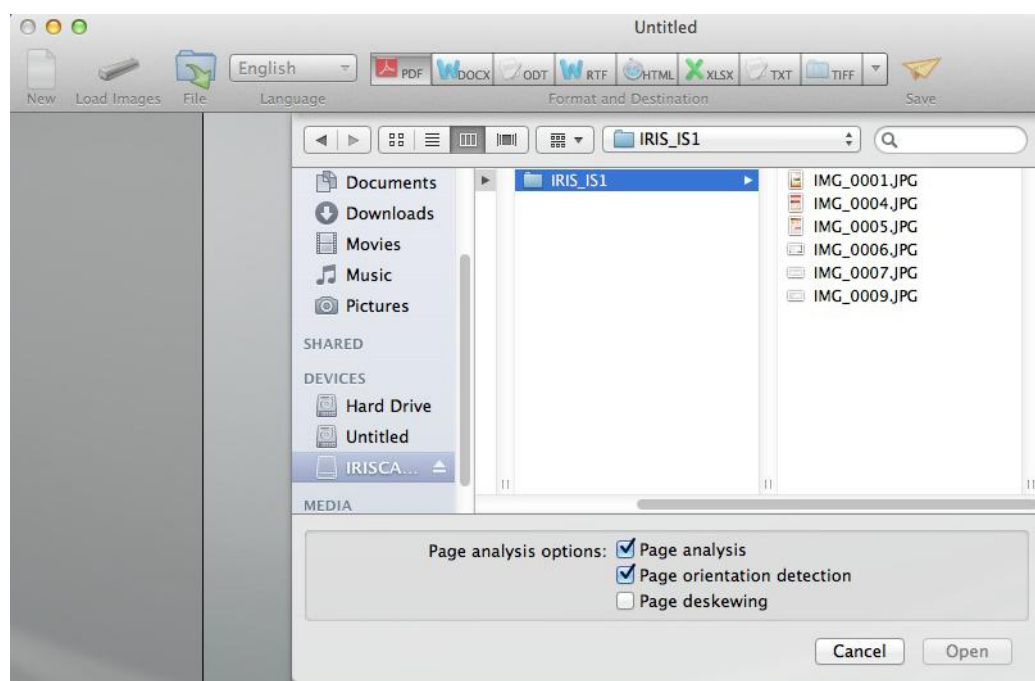 Untitled
English
PDF
DOCX
ODT
RTF
HTML
XLSX
TXT
TIFF
New
Load Images
File
Language
Format and Destination
Save
IRIS_IS1
Documents
Downloads
Movies
Music
Pictures
SHARED
DEVICES
Hard Drive
Untitled
IRISCA...
MEDIA
IRIS_IS1
IMG_0001.JPG
IMG_0004.JPG
IMG_0005.JPG
IMG_0006.JPG
IMG_0007.JPG
IMG_0009.JPG
Page analysis options:
Page analysis
Page orientation detection
Page deskewing
Cancel
Open